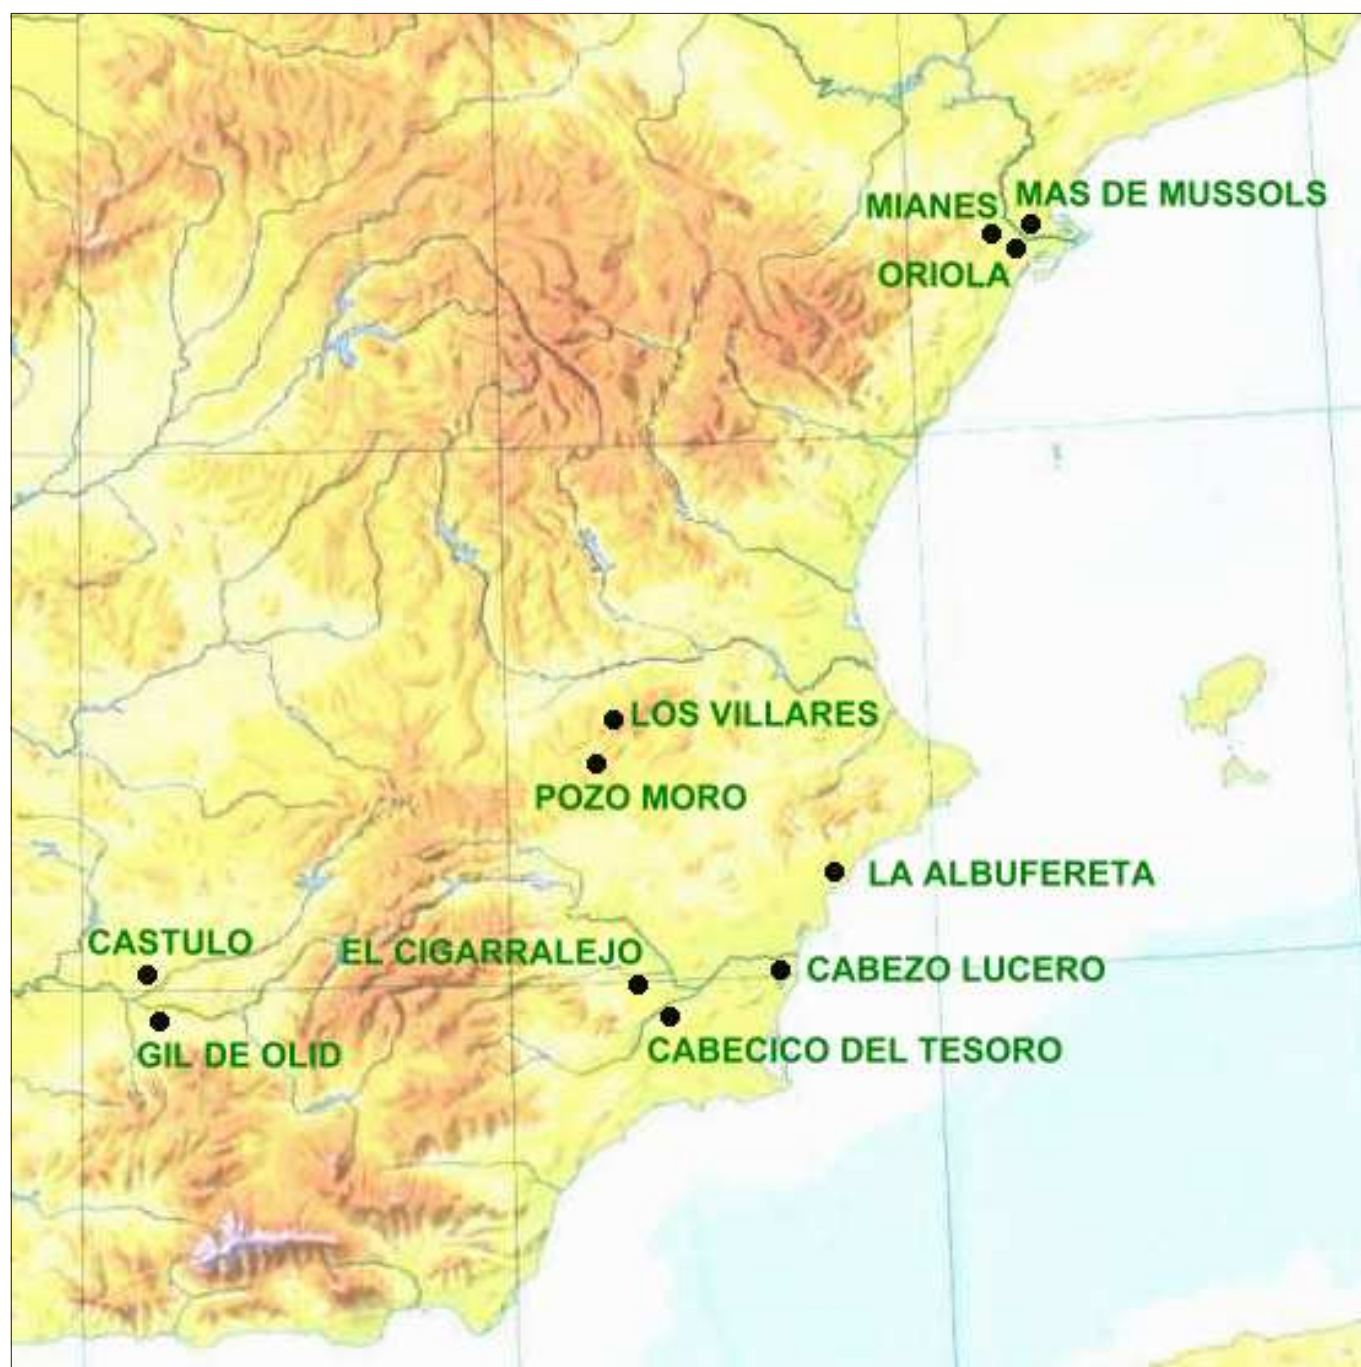 MAS DE MUSSOLS
MIANES
ORIOLA
LOS VILLARES
POZO MORO
LA ALBUFERETA
CASTULO
EL CIGARRALEJO
CABEZO LUCERO
GIL DE OLID
CABECICO DEL TESORO